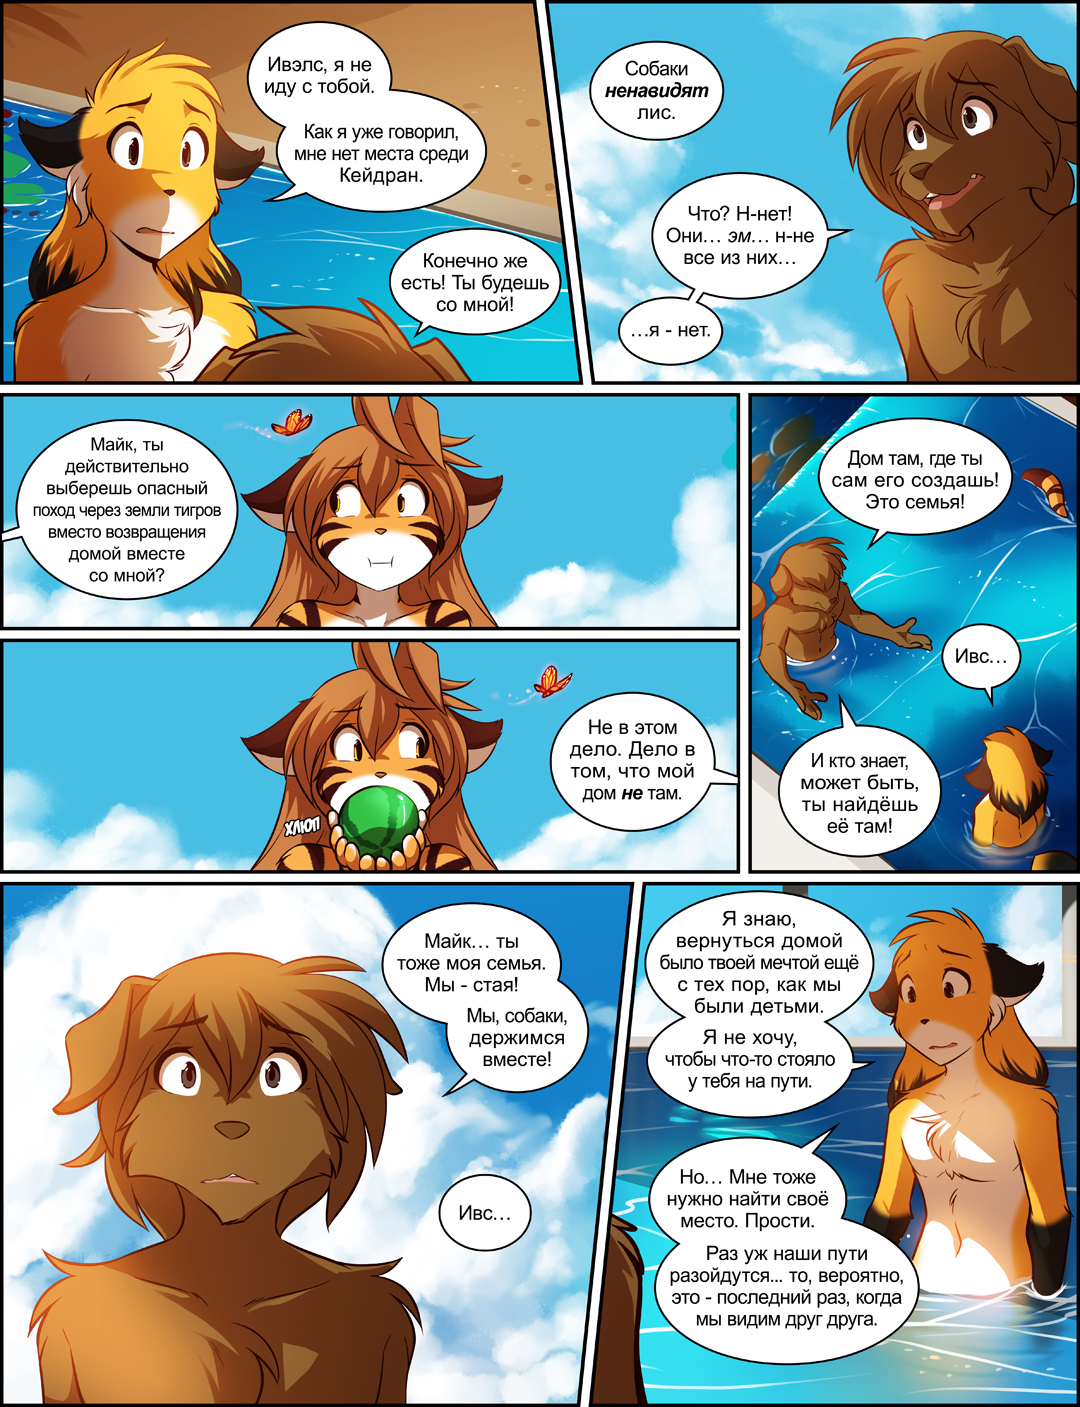 Ивэлс, я не
иду с тобой.
Как я уже говорил,
мне нет места среди
Кейдран.
Конечно же
есть! Ты будешь
со мной!
Собаки
ненавидят
лис.
Что? Н-нет!
Они... эм... н-не
все из них...
...я - нет.
Майк, ты
действительно
выберешь опасный
поход через земли тигров
вместо возвращения
домой вместе
со мной?
ХЛЮП
Не в этом
дело. Дело в
том, что мой
дом не там.
Дом там, где ты
сам его создашь!
Это семья!
Ивс...
И кто знает,
может быть,
ты найдёшь
её там!
Майк... ты
тоже моя семья.
Мы - стая!
Мы, собаки,
держимся
вместе!
Ивс...
Я знаю,
вернуться домой
было твоей мечтой ещё
с тех пор, как мы
были детьми.
Я не хочу,
чтобы что-то стояло
у тебя на пути.
Но... Мне тоже
нужно найти своё
место. Прости.
Раз уж наши пути
разойдутся... то, вероятно,
это - последний раз, когда
мы видим друг друга.